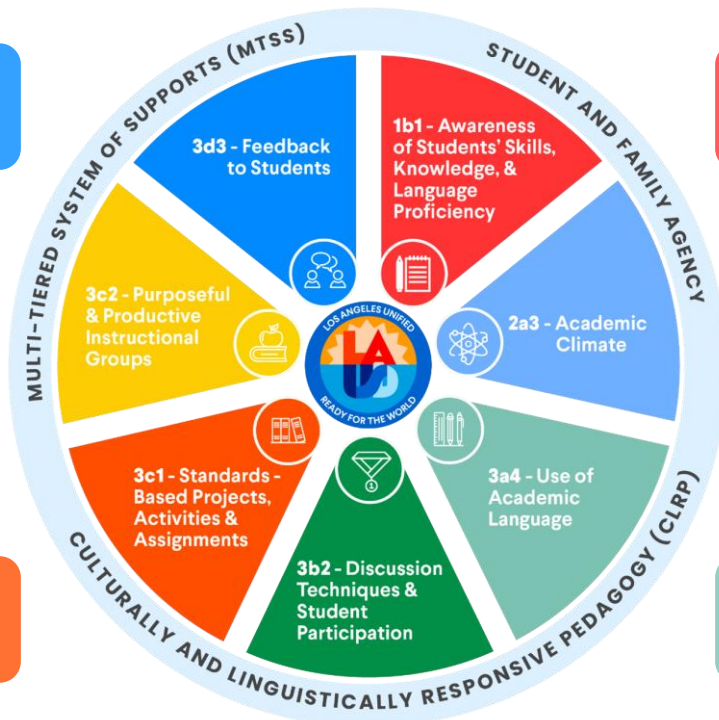 MULTI-TIERED SYSTEM OF SUPPORTS (MTSS)
STUDENT AND FAMILY AGENCY
CULTURALLY AND LINGUISTICALLY RESPONSIVE PEDAGOGY (CLRP)
3d3 - Feedback
to Students
1b1 - Awareness
of Students' Skills,
Knowledge, &
Language
Proficiency
3c2 - Purposeful
& Productive
Instructional
Groups
2a3 - Academic
Climate
3c1 - Standards -
Based Projects,
Activities &
Assignments
3a4 - Use of
Academic
Language
3b2 - Discussion
Techniques &
Student
Participation
LOS ANGELES UNIFIED
LA
USD
READY FOR THE WORLD
1